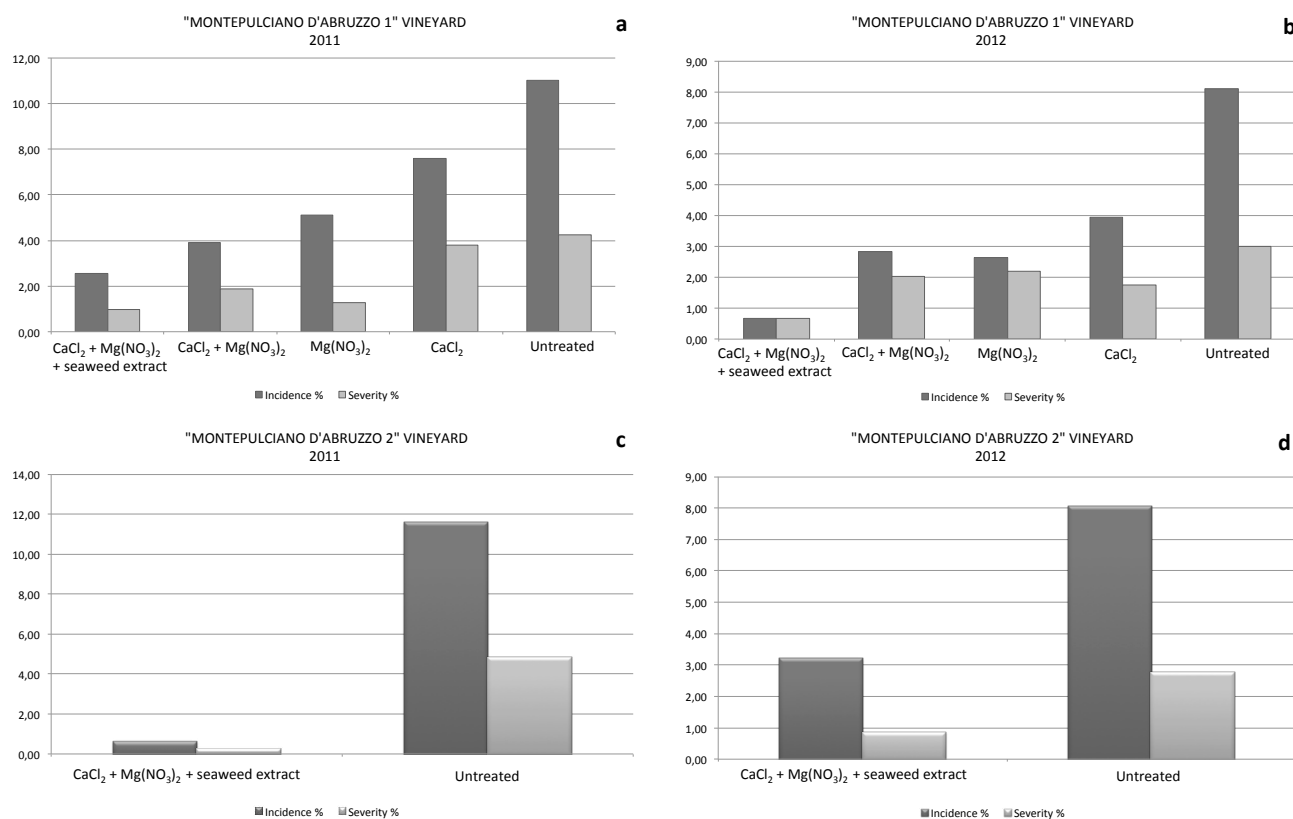 "MONTEPULCIANO D'ABRUZZO 1" VINEYARD
2011
a
12,00
10,00
8,00
6,00
4,00
2,00
0,00
CaCl₂ + Mg(NO₃)₂
+ seaweed extract
CaCl₂ + Mg(NO₃)₂
Mg(NO₃)₂
CaCl₂
Untreated
Incidence % Severity %
"MONTEPULCIANO D'ABRUZZO 1" VINEYARD
2012
b
9,00
8,00
7,00
6,00
5,00
4,00
3,00
2,00
1,00
0,00
CaCl₂ + Mg(NO₃)₂
+ seaweed extract
CaCl₂ + Mg(NO₃)₂
Mg(NO₃)₂
CaCl₂
Untreated
Incidence % Severity %
"MONTEPULCIANO D'ABRUZZO 2" VINEYARD
2011
c
14,00
12,00
10,00
8,00
6,00
4,00
2,00
0,00
CaCl₂ + Mg(NO₃)₂ + seaweed extract
Untreated
Incidence % Severity %
"MONTEPULCIANO D'ABRUZZO 2" VINEYARD
2012
d
9,00
8,00
7,00
6,00
5,00
4,00
3,00
2,00
1,00
0,00
CaCl₂ + Mg(NO₃)₂ + seaweed extract
Untreated
Incidence % Severity %